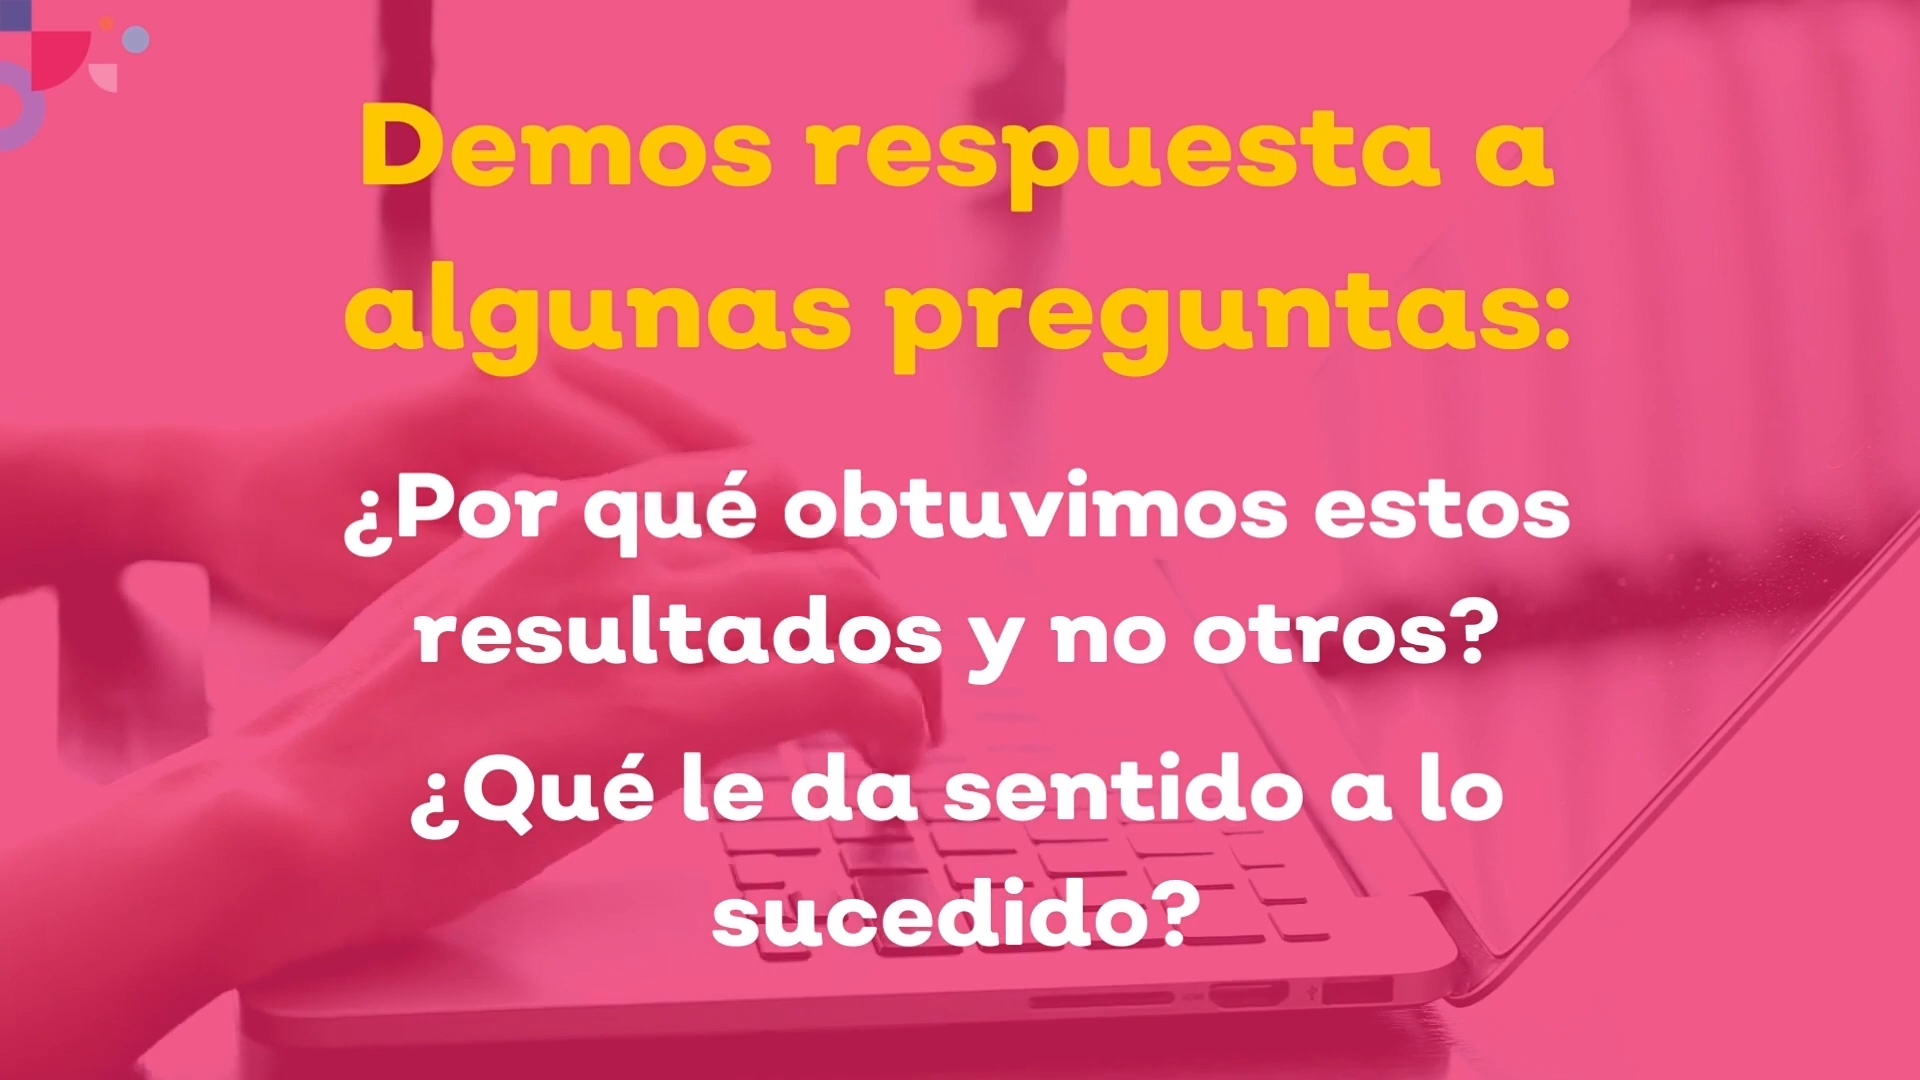 Demos respuesta a
algunas preguntas:
¿Por qué obtuvimos estos
resultados y no otros?
¿Qué le da sentido a lo
sucedido?